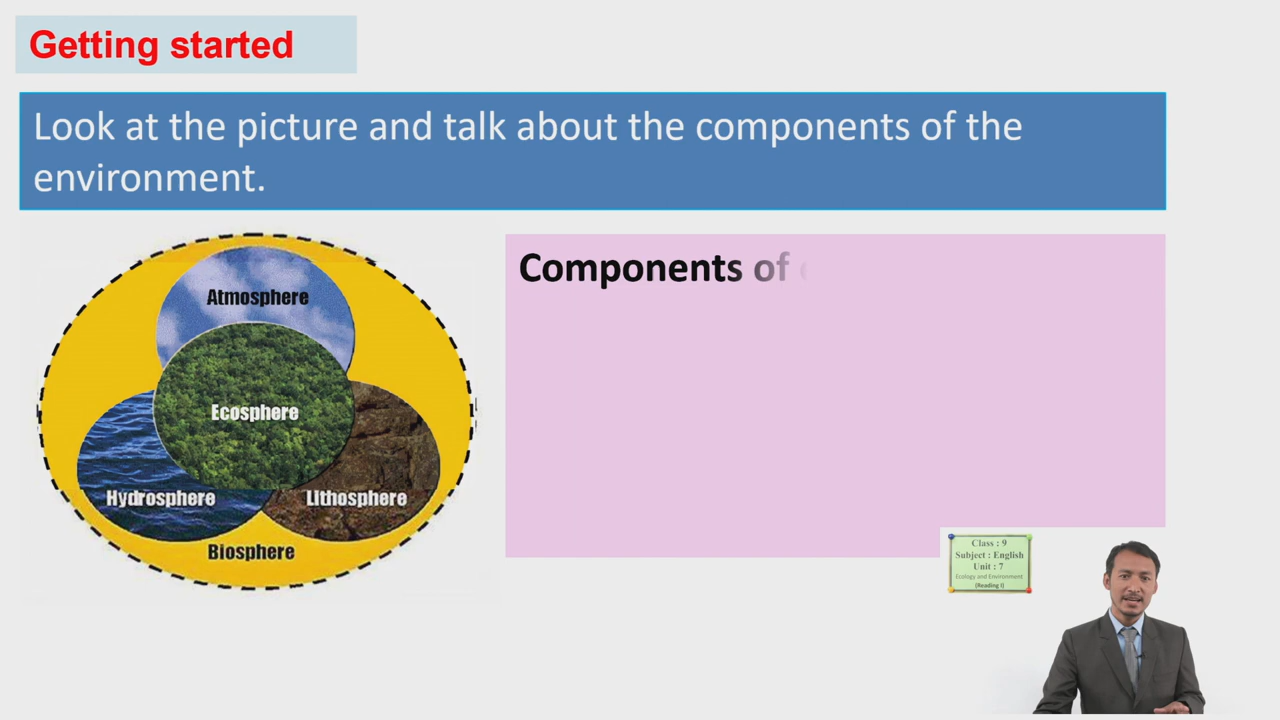 Getting started
Look at the picture and talk about the components of the
environment.
Atmosphere
Ecosphere
Hydrosphere
Lithosphere
Biosphere
Components of
Class : 9
Subject : English
Unit : 7
Ecology and Environment
(Reading I)